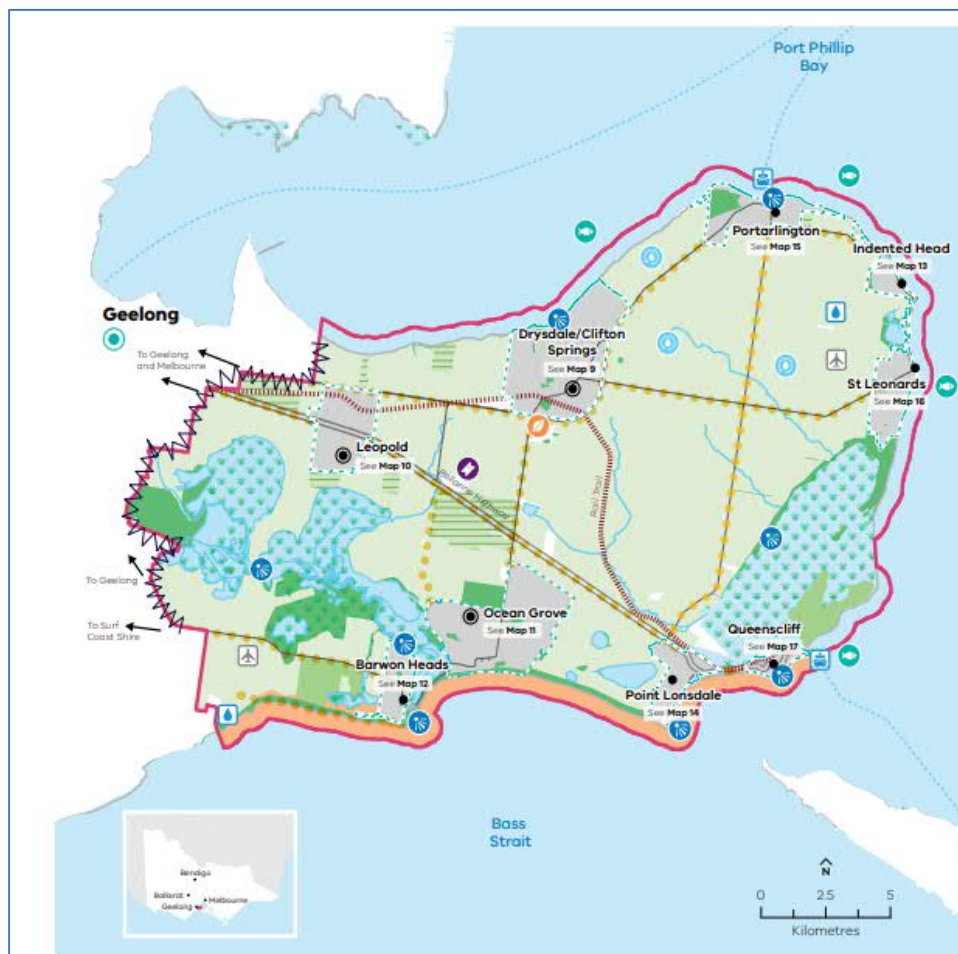 Port Phillip
Bay
Portarlington
See Map 15
Indented Head
See Map 13
Geelong
Drysdale/Clifton
Springs
See Map 9
To Geelong
and Melbourne
St Leonards
See Map 16
Leopold
See Map 10
Bellarine Highway
Rail Trail
To Geelong
Ocean Grove
See Map 11
Queenscliff
See Map 17
To Surf
Coast Shire
Barwon Heads
See Map 12
Point Lonsdale
See Map 14
Bass
Strait
Bendigo
Ballarat
Melbourne
Geelong
N
0 2.5 5
Kilometres